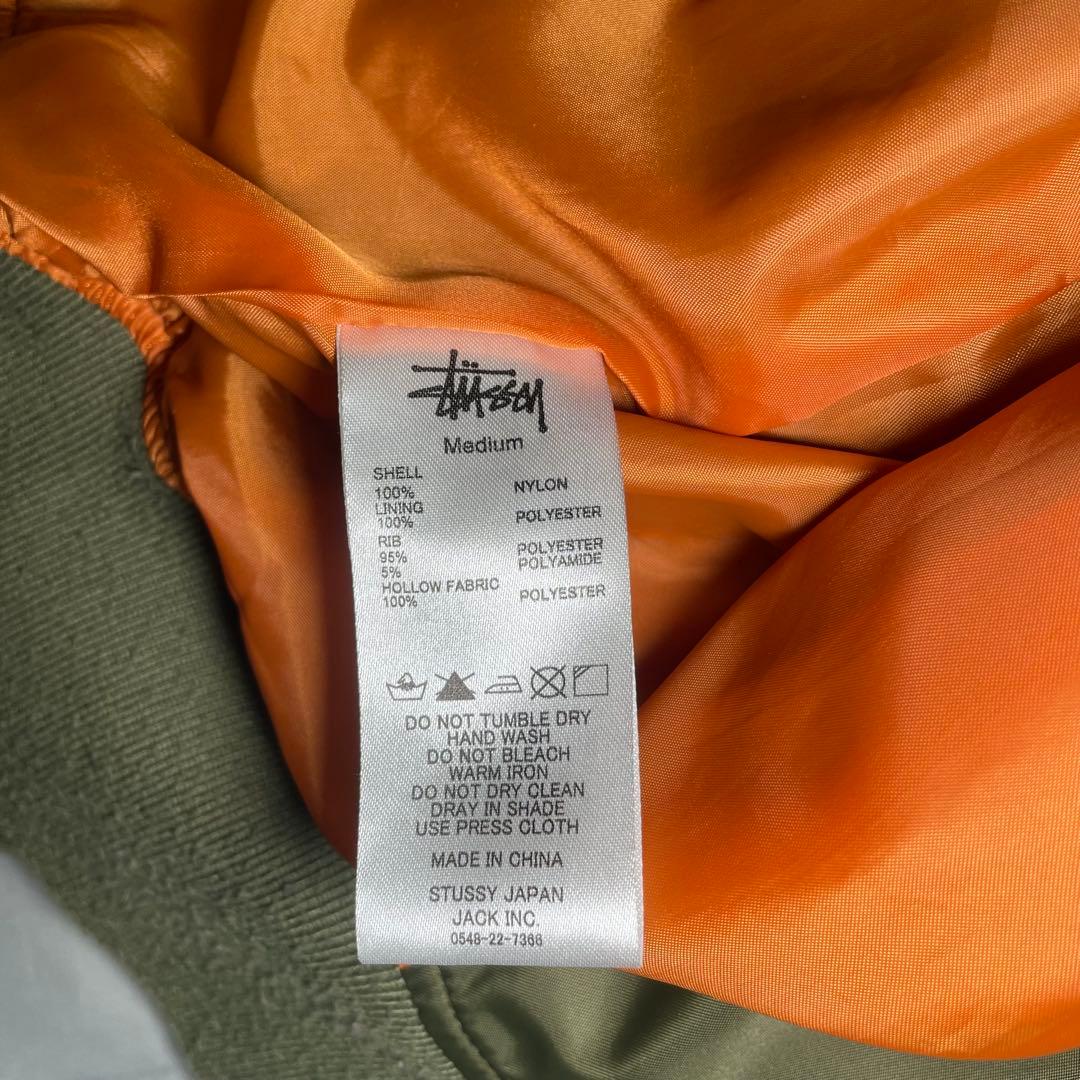 Stüssy
Medium
SHELL
100% NYLON
LINING
100% POLYESTER
RIB
95% POLYESTER
5% POLYAMIDE
HOLLOW FABRIC
100% POLYESTER
DO NOT TUMBLE DRY
HAND WASH
DO NOT BLEACH
WARM IRON
DO NOT DRY CLEAN
DRAY IN SHADE
USE PRESS CLOTH
MADE IN CHINA
STUSSY JAPAN
JACK INC.
0548-22-7366